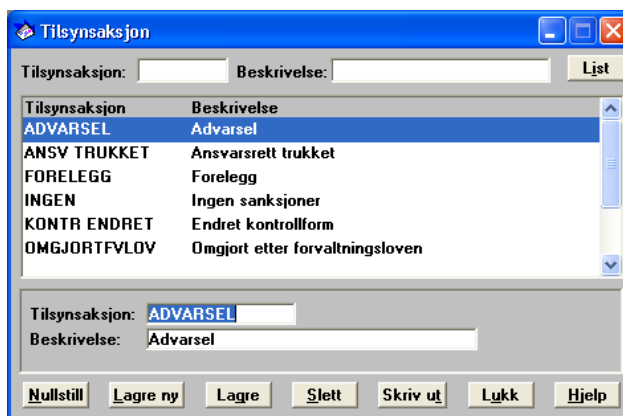 Tilsynsaksjon
Tilsynsaksjon: Beskrivelse: List
Tilsynsaksjon Beskrivelse
ADVARSEL Advarsel
ANSV TRUKKET Ansvarsrett trukket
FORELEGG Forelegg
INGEN Ingen sanksjoner
KONTR ENDRET Endret kontrollform
OMGJORTFVLOV Omgjort etter forvaltningsloven
Tilsynsaksjon: ADVARSEL
Beskrivelse: Advarsel
Nullstill Lagre ny Lagre Slett Skriv ut Lukk Hjelp